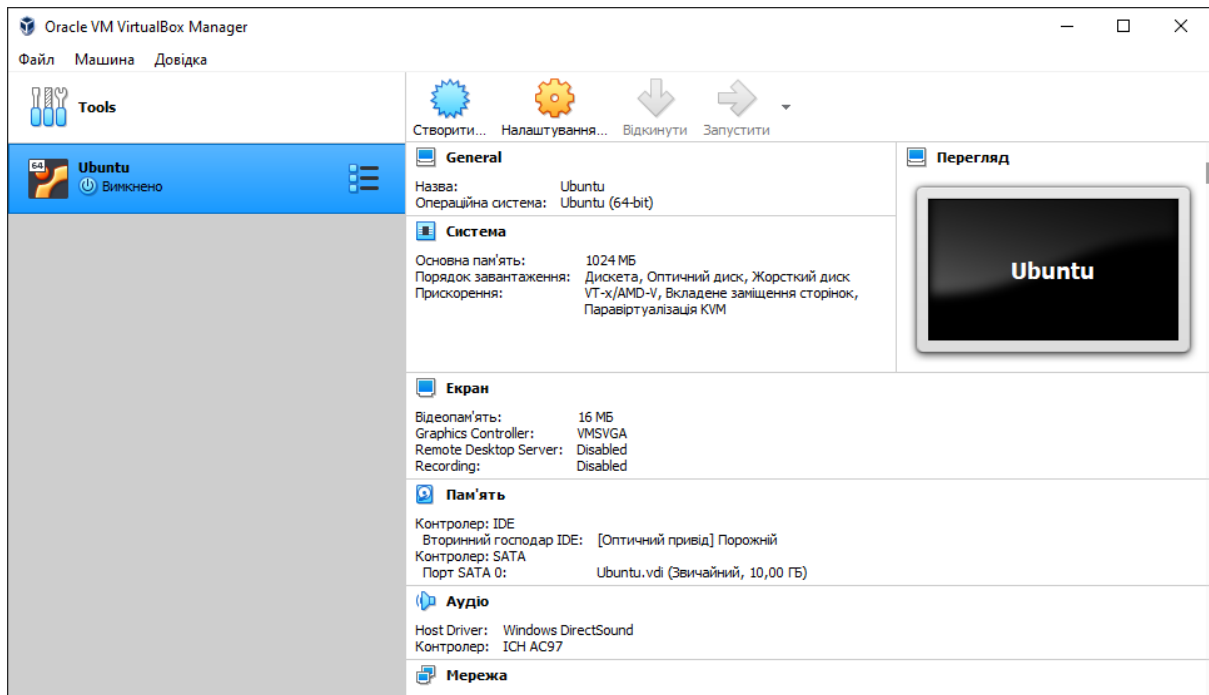 Oracle VM VirtualBox Manager
Файл Машина Довідка
Tools
Створити... Налаштування... Відкинути Запустити
64
Ubuntu
Вимкнено
General
Назва: Ubuntu
Операційна система: Ubuntu (64-bit)
Перегляд
Ubuntu
Система
Основна пам'ять: 1024 МБ
Порядок завантаження: Дискета, Оптичний диск, Жорсткий диск
Прискорення: VT-x/AMD-V, Вкладене заміщення сторінок,
Паравіртуалізація KVM
Екран
Відеопам'ять: 16 МБ
Graphics Controller: VMSVGA
Remote Desktop Server: Disabled
Recording: Disabled
Пам'ять
Контролер: IDE
Вторинний господар IDE: [Оптичний привід] Порожній
Контролер: SATA
Порт SATA 0: Ubuntu.vdi (Звичайний, 10,00 ГБ)
Аудіо
Host Driver: Windows DirectSound
Контролер: ICH AC97
Мережа